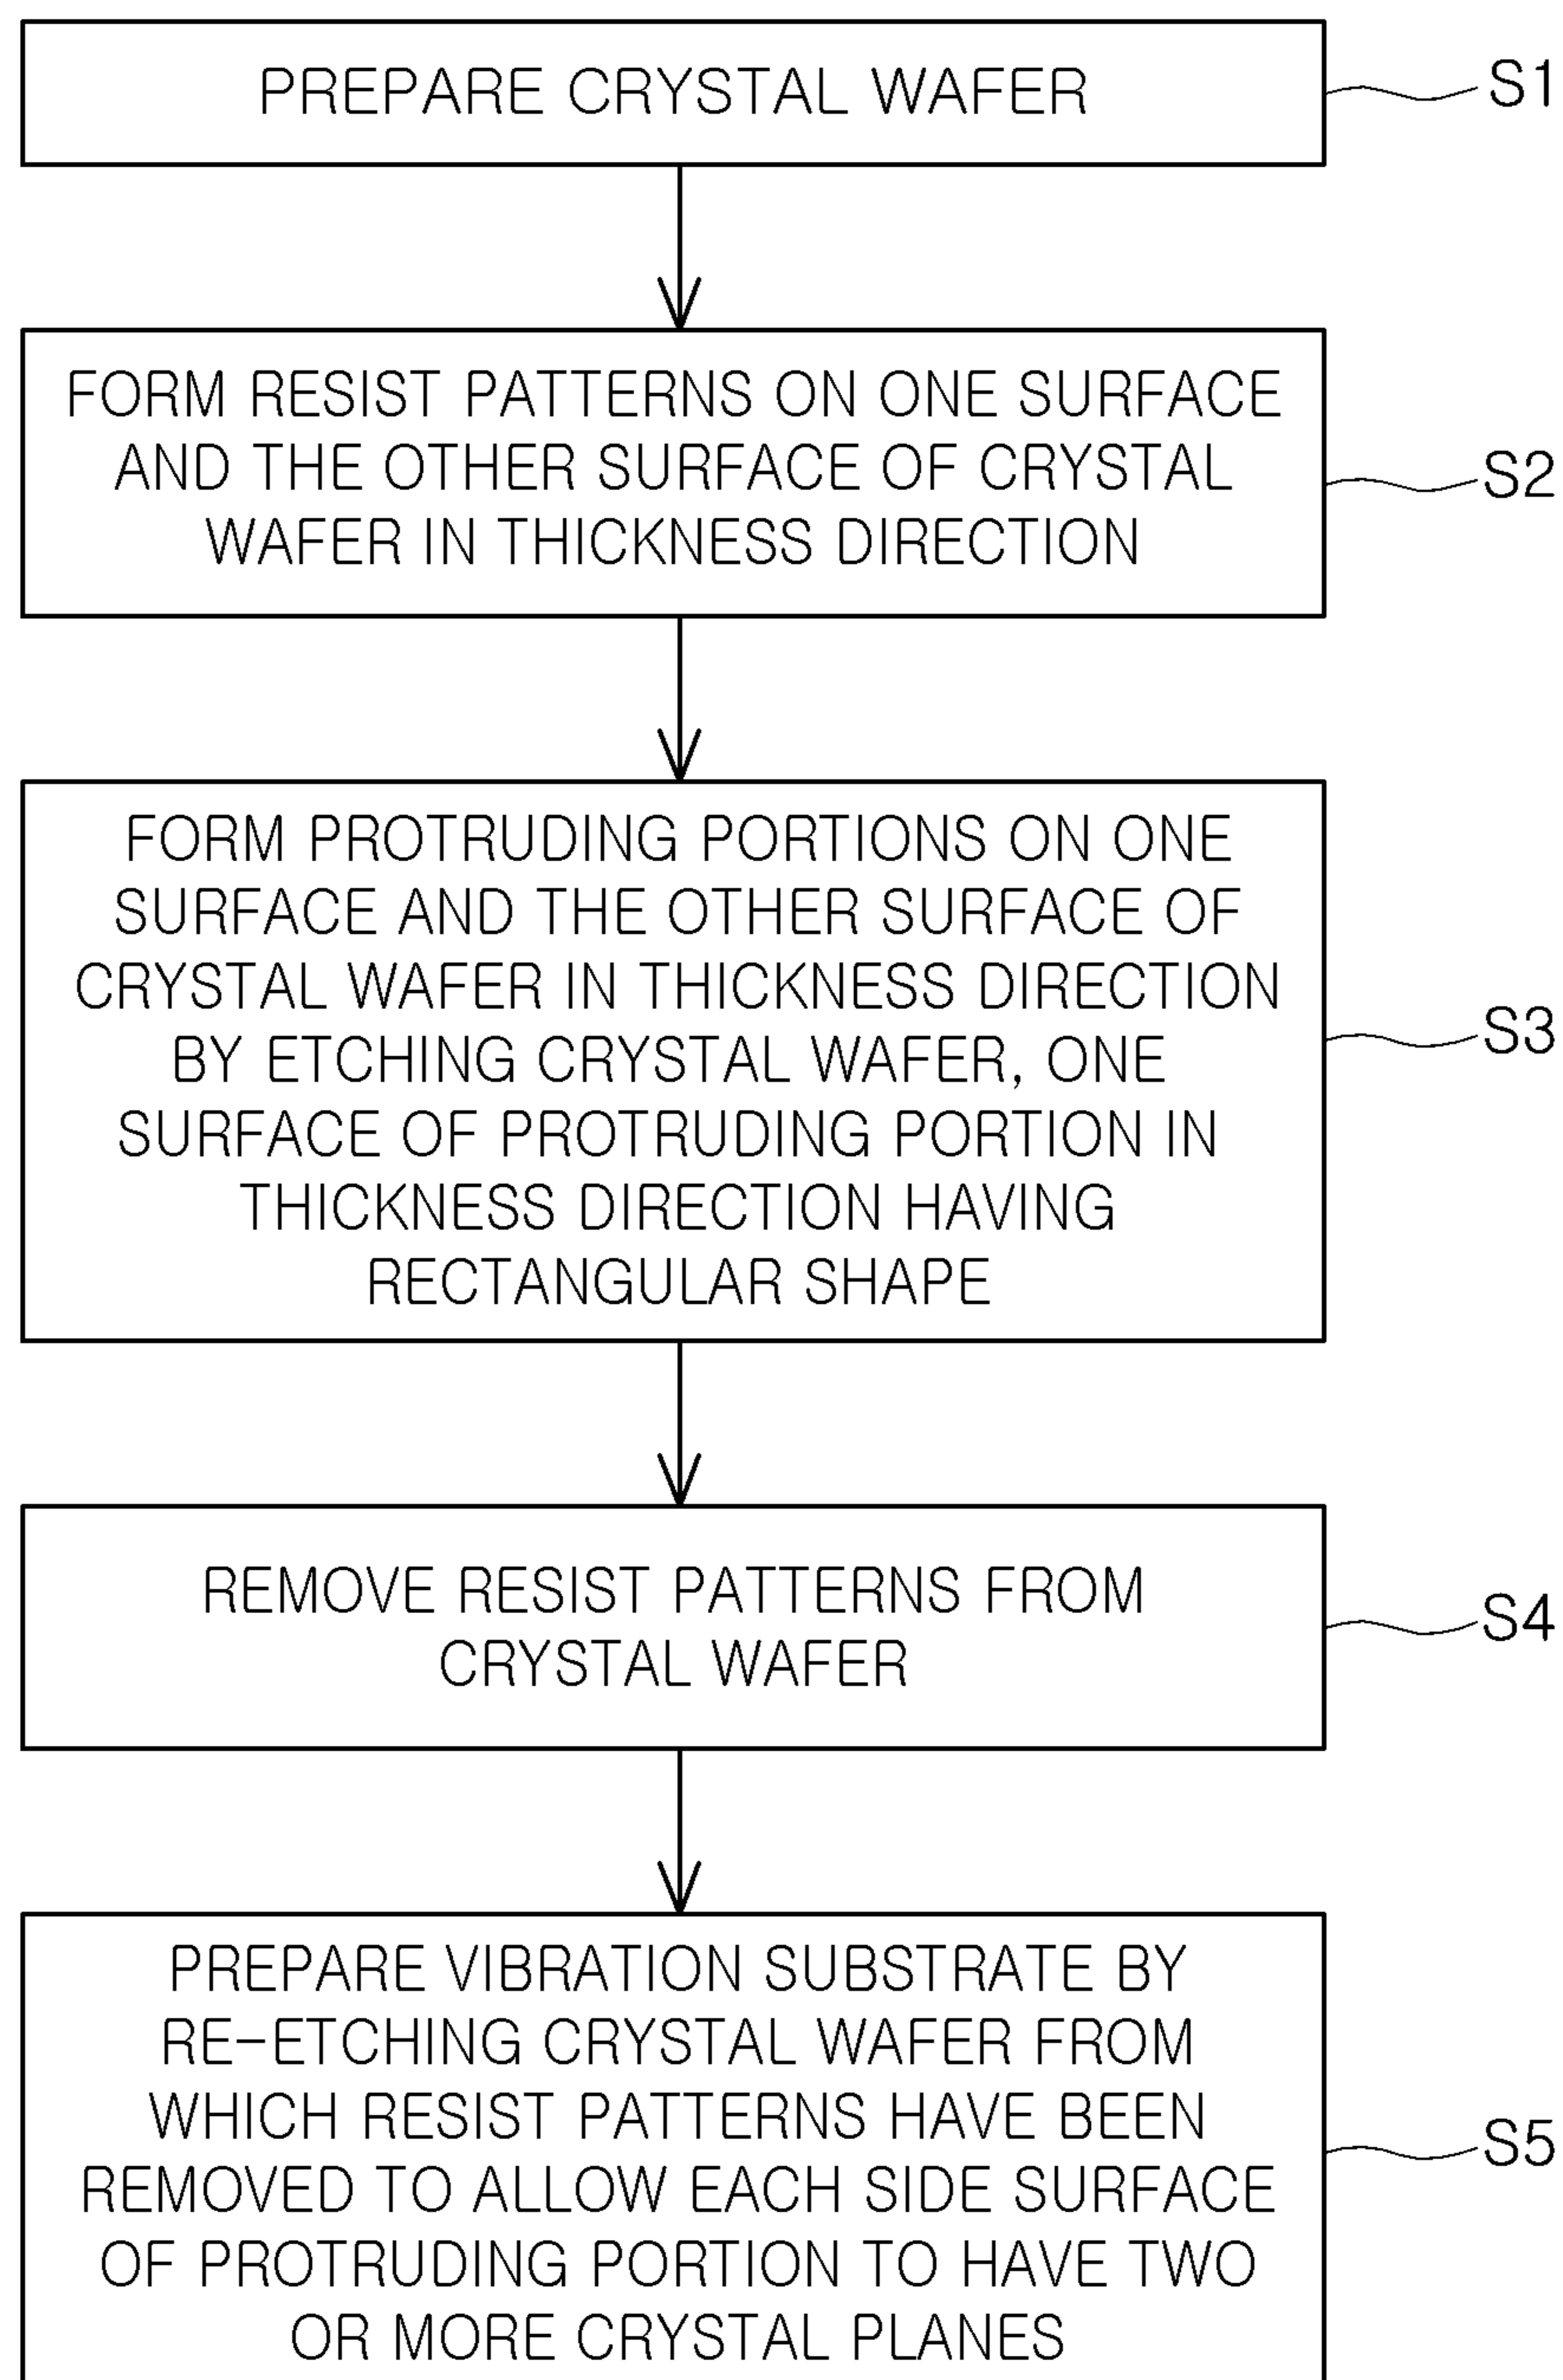 PREPARE CRYSTAL WAFER
S1
FORM RESIST PATTERNS ON ONE SURFACE
AND THE OTHER SURFACE OF CRYSTAL
WAFER IN THICKNESS DIRECTION
S2
FORM PROTRUDING PORTIONS ON ONE
SURFACE AND THE OTHER SURFACE OF
CRYSTAL WAFER IN THICKNESS DIRECTION
BY ETCHING CRYSTAL WAFER, ONE
SURFACE OF PROTRUDING PORTION IN
THICKNESS DIRECTION HAVING
RECTANGULAR SHAPE
S3
REMOVE RESIST PATTERNS FROM
CRYSTAL WAFER
S4
PREPARE VIBRATION SUBSTRATE BY
RE-ETCHING CRYSTAL WAFER FROM
WHICH RESIST PATTERNS HAVE BEEN
REMOVED TO ALLOW EACH SIDE SURFACE
OF PROTRUDING PORTION TO HAVE TWO
OR MORE CRYSTAL PLANES
S5